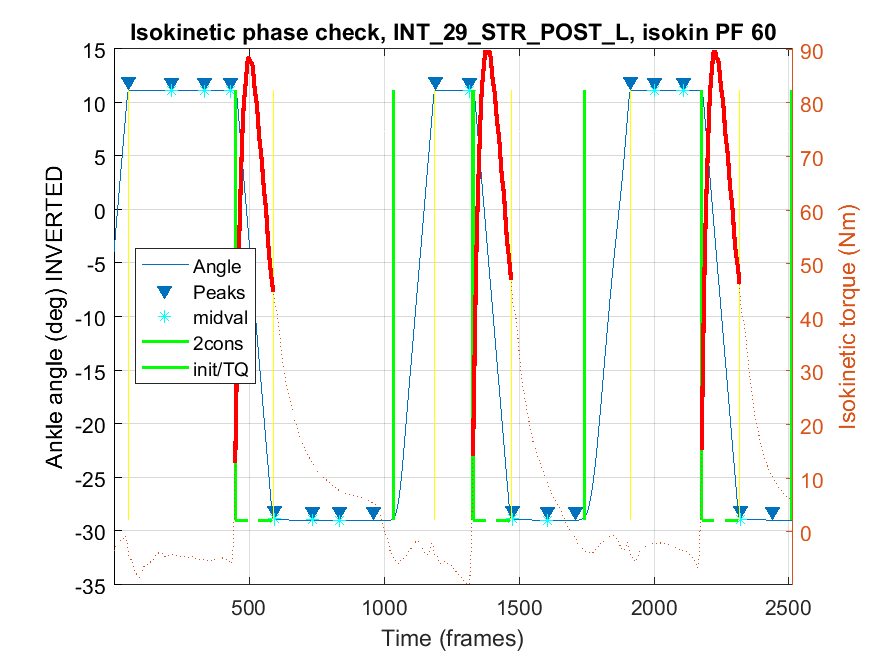 Isokinetic phase check, INT_29_STR_POST_L, isokin PF 60
15
10
5
0
-5
-10
-15
-20
-25
-30
-35
Ankle angle (deg) INVERTED
90
80
70
60
50
40
30
20
10
0
Isokinetic torque (Nm)
Angle
Peaks
midval
2cons
init/TQ
500
1000
1500
2000
2500
Time (frames)